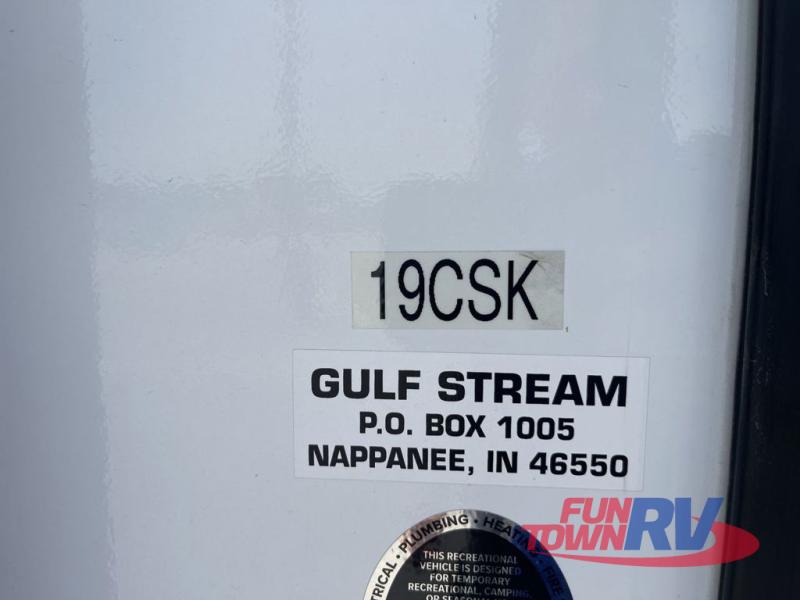 19CSK
GULF STREAM
P.O. BOX 1005
NAPPANEE, IN 46550
PLUMBING • HEATING •
THIS RECREATIONAL
VEHICLE IS DESIGNED
FOR TEMPORARY
RECREATIONAL, CAMPING
FUN
TOWN RV